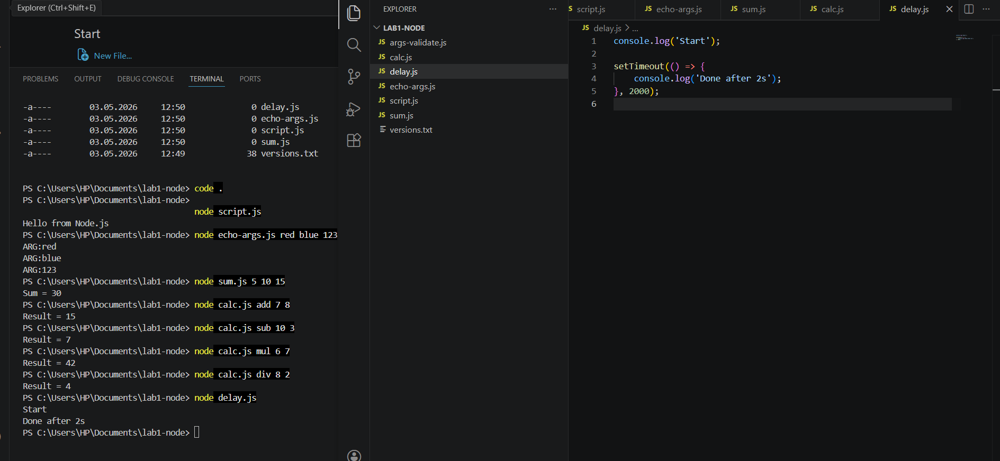 Explorer (Ctrl+Shift+E)
Start
New File...
PROBLEMS OUTPUT DEBUG CONSOLE TERMINAL PORTS
-a---- 03.05.2026 12:50 0 delay.js
-a---- 03.05.2026 12:50 0 echo-args.js
-a---- 03.05.2026 12:50 0 script.js
-a---- 03.05.2026 12:50 0 sum.js
-a---- 03.05.2026 12:49 38 versions.txt
PS C:\Users\HP\Documents\lab1-node> code .
PS C:\Users\HP\Documents\lab1-node>
node script.js
Hello from Node.js
PS C:\Users\HP\Documents\lab1-node> node echo-args.js red blue 123
ARG:red
ARG:blue
ARG:123
PS C:\Users\HP\Documents\lab1-node> node sum.js 5 10 15
Sum = 30
PS C:\Users\HP\Documents\lab1-node> node calc.js add 7 8
Result = 15
PS C:\Users\HP\Documents\lab1-node> node calc.js sub 10 3
Result = 7
PS C:\Users\HP\Documents\lab1-node> node calc.js mul 6 7
Result = 42
PS C:\Users\HP\Documents\lab1-node> node calc.js div 8 2
Result = 4
PS C:\Users\HP\Documents\lab1-node> node delay.js
Start
Done after 2s
PS C:\Users\HP\Documents\lab1-node>
EXPLORER ...
LAB1-NODE
JS args-validate.js
JS calc.js
JS delay.js
JS echo-args.js
JS script.js
JS sum.js
versions.txt
JS script.js JS echo-args.js JS sum.js JS calc.js JS delay.js ...
JS delay.js > ...
1 console.log('Start');
2
3 setTimeout(() => {
4 console.log('Done after 2s');
5 }, 2000);
6